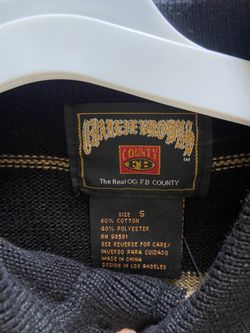 COUNTY
FB
™
The Real OG FB COUNTY
SIZE S
60% COTTON
40% POLYESTER
RN 98581
SEE REVERSE FOR CARE/
INVERSO PARA CUIDADO
MADE IN CHINA
DESIGN IN LOS ANGELES